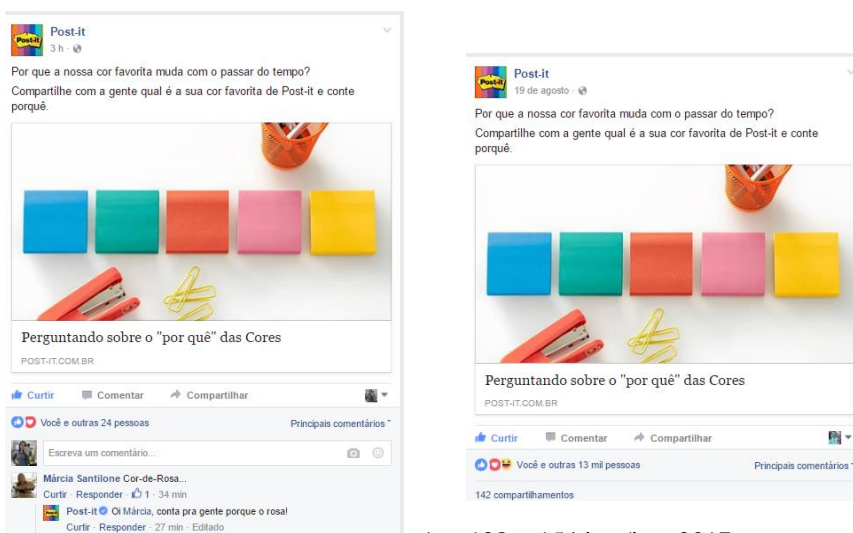 Post-it
Post-it
3 h
Por que a nossa cor favorita muda com o passar do tempo?
Compartilhe com a gente qual é a sua cor favorita de Post-it e conte
porquê.
Perguntando sobre o "por quê" das Cores
POST-IT.COM.BR
Curtir Comentar Compartilhar
Você e outras 24 pessoas Principais comentários
Escreva um comentário...
Márcia Santilone Cor-de-Rosa...
Curtir · Responder · 1 · 34 min
Post-it Oi Márcia, conta pra gente porque o rosa!
Curtir · Responder · 27 min · Editado
Post-it
Post-it
19 de agosto
Por que a nossa cor favorita muda com o passar do tempo?
Compartilhe com a gente qual é a sua cor favorita de Post-it e conte
porquê.
Perguntando sobre o "por quê" das Cores
POST-IT.COM.BR
Curtir Comentar Compartilhar
Você e outras 13 mil pessoas Principais comentários
142 compartilhamentos